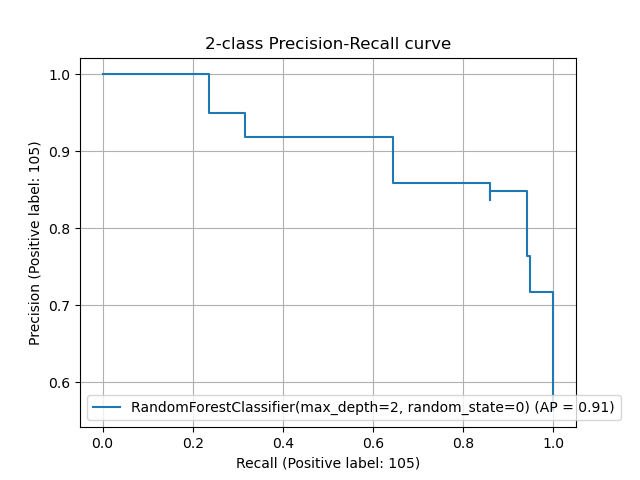 2-class Precision-Recall curve
Precision (Positive label: 105)
1.0
0.9
0.8
0.7
0.6
RandomForestClassifier(max_depth=2, random_state=0) (AP = 0.91)
0.0 0.2 0.4 0.6 0.8 1.0
Recall (Positive label: 105)